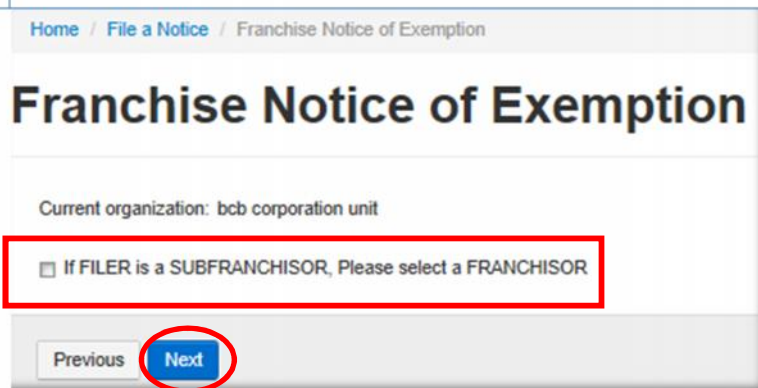 Home / File a Notice / Franchise Notice of Exemption
Franchise Notice of Exemption
Current organization: bcb corporation unit
If FILER is a SUBFRANCHISOR, Please select a FRANCHISOR
Previous Next